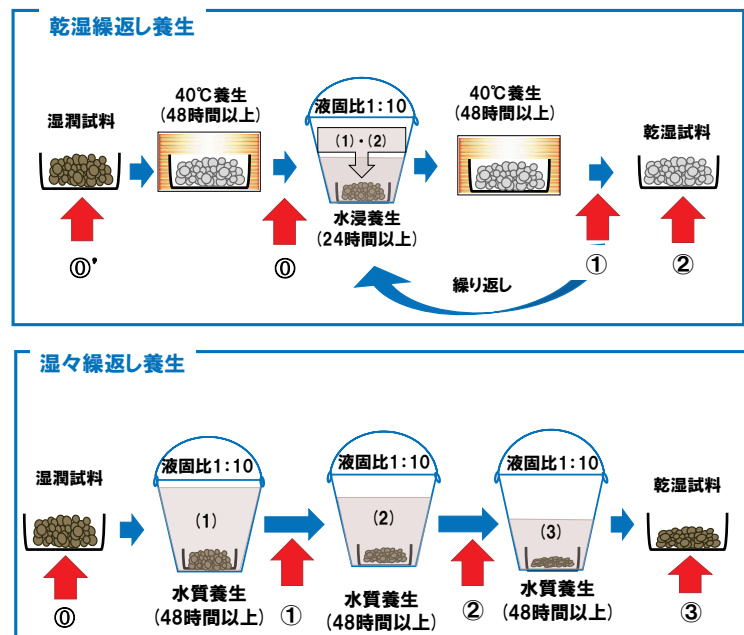 乾湿繰返し養生
湿潤試料
40℃養生
(48時間以上)
液固比1:10
(1)・(2)
水浸養生
(24時間以上)
40℃養生
(48時間以上)
乾湿試料
⓪'
⓪
①
②
繰り返し
湿々繰返し養生
湿潤試料
液固比1:10
(1)
水質養生
(48時間以上)
液固比1:10
(2)
水質養生
(48時間以上)
液固比1:10
(3)
水質養生
(48時間以上)
乾湿試料
⓪
①
②
③